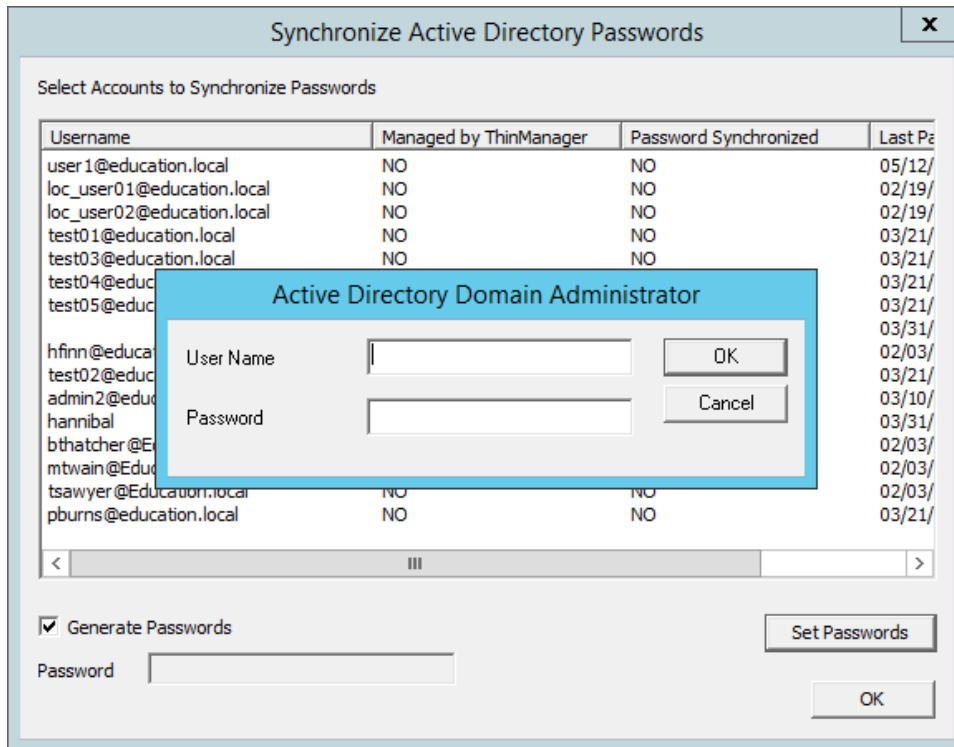 Synchronize Active Directory Passwords
x
Select Accounts to Synchronize Passwords
Username Managed by ThinManager Password Synchronized Last Pa
user1@education.local NO NO 05/12/
loc_user01@education.local NO NO 02/19/
loc_user02@education.local NO NO 02/19/
test01@education.local NO NO 03/21/
test03@education.local NO NO 03/21/
test04@educ 03/21/
test05@educ 03/21/
03/31/
hfinn@educat 02/03/
test02@educ 03/21/
admin2@educ 03/10/
hannibal 03/31/
bthatcher@Ed 02/03/
mtwain@Educ 02/03/
tsawyer@Education.local NO NO 02/03/
pburns@education.local NO NO 03/21/
Active Directory Domain Administrator
User Name
OK
Password
Cancel
Generate Passwords
Set Passwords
Password
OK